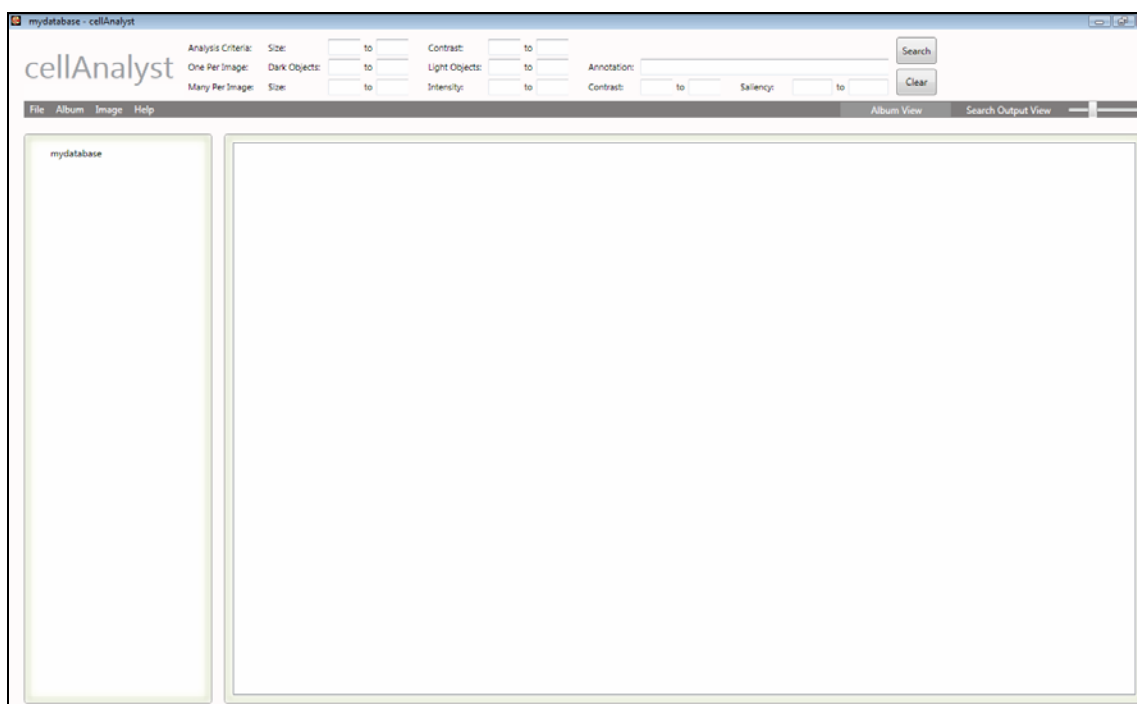 mydatabase - cellAnalyst
cellAnalyst
Analysis Criteria: Size: to Contrast: to
One Per Image: Dark Objects: to Light Objects: to Annotation:
Many Per Image: Size: to Intensity: to Contrast: to Saliency: to
Search
Clear
File Album Image Help Album View Search Output View
mydatabase